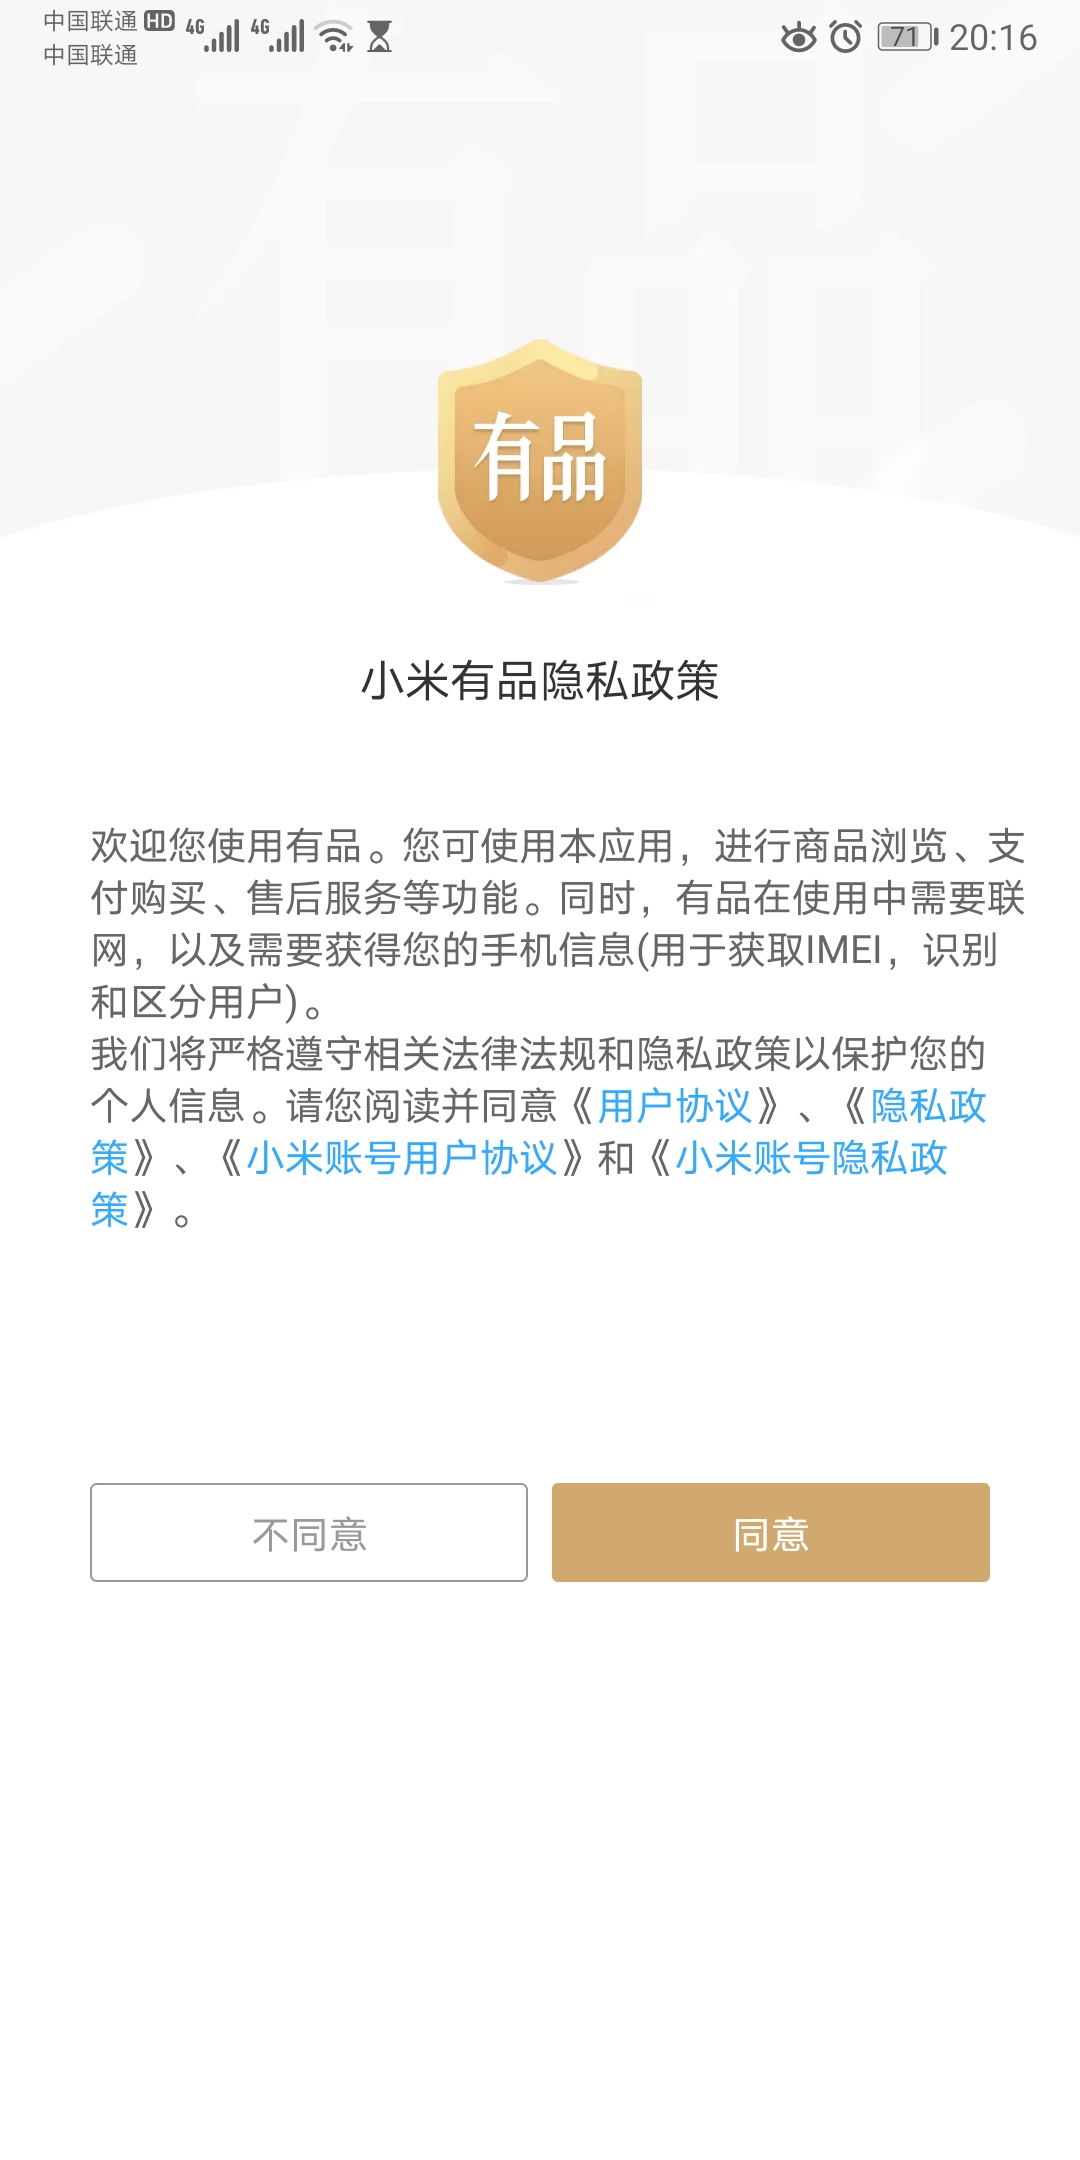 中国联通 HD 4G 4G 71 20:16
中国联通
有品
有品
小米有品隐私政策
欢迎您使用有品。您可使用本应用，进行商品浏览、支
付购买、售后服务等功能。同时，有品在使用中需要联
网，以及需要获得您的手机信息(用于获取IMEI，识别
和区分用户)。
我们将严格遵守相关法律法规和隐私政策以保护您的
个人信息。请您阅读并同意《用户协议》、《隐私政
策》、《小米账号用户协议》和《小米账号隐私政
策》。
不同意
同意